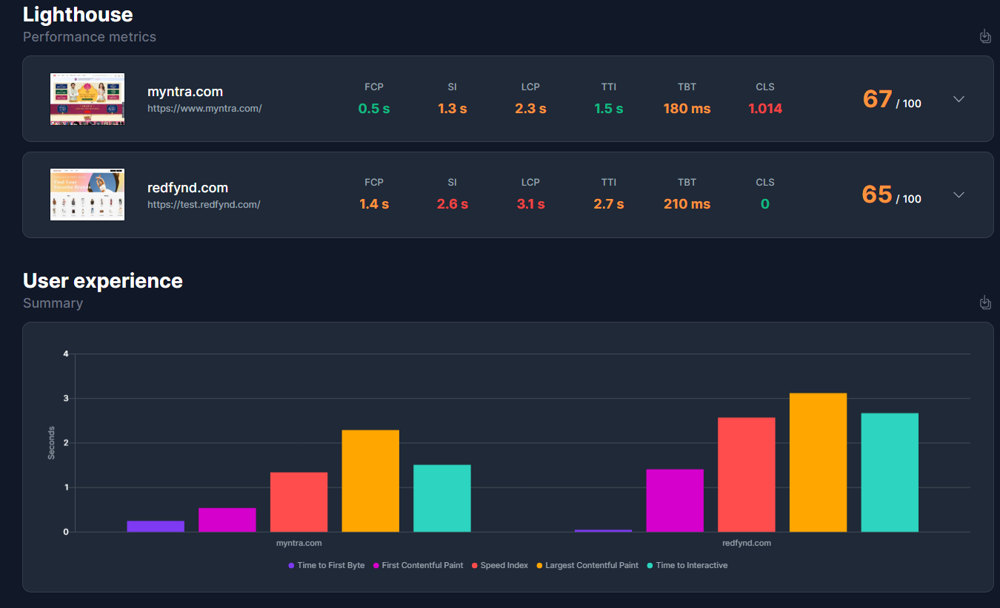 Lighthouse
Performance metrics
myntra.com
https://www.myntra.com/
FCP SI LCP TTI TBT CLS
0.5 s 1.3 s 2.3 s 1.5 s 180 ms 1.014
67 / 100
Find Your
Favorite Brands
redfynd.com
https://test.redfynd.com/
FCP SI LCP TTI TBT CLS
1.4 s 2.6 s 3.1 s 2.7 s 210 ms 0
65 / 100
User experience
Summary
4
3
2
1
0
Seconds
myntra.com redfynd.com
Time to First Byte First Contentful Paint Speed Index Largest Contentful Paint Time to Interactive